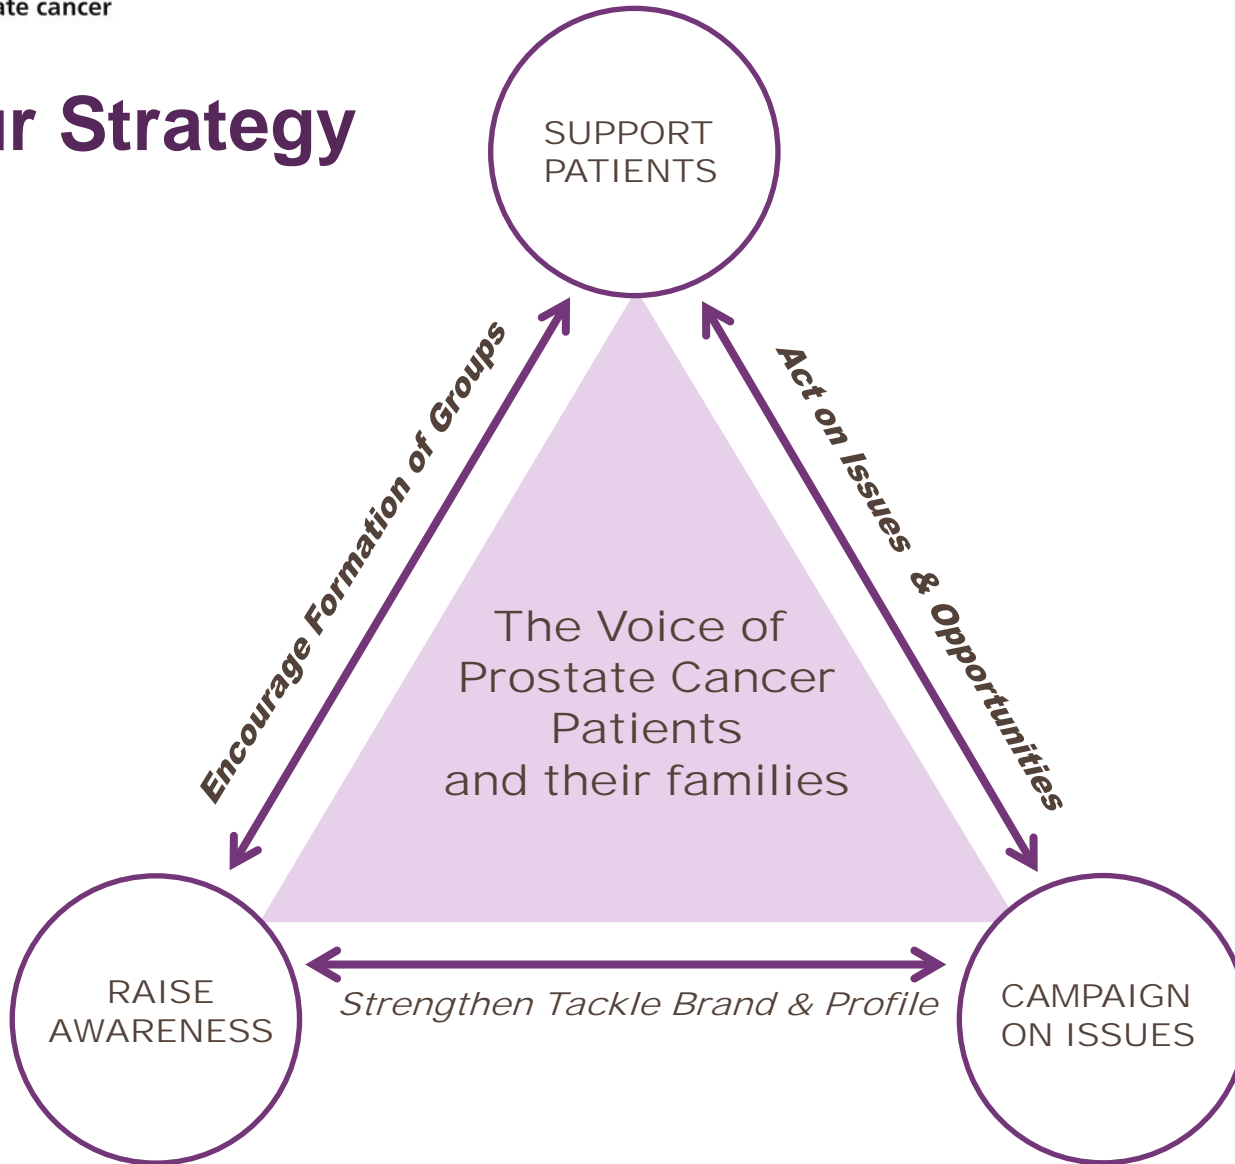 ate cancer
ur Strategy
SUPPORT
PATIENTS
Encourage Formation of Groups
Act on Issues & Opportunities
The Voice of
Prostate Cancer
Patients
and their families
RAISE
AWARENESS
Strengthen Tackle Brand & Profile
CAMPAIGN
ON ISSUES